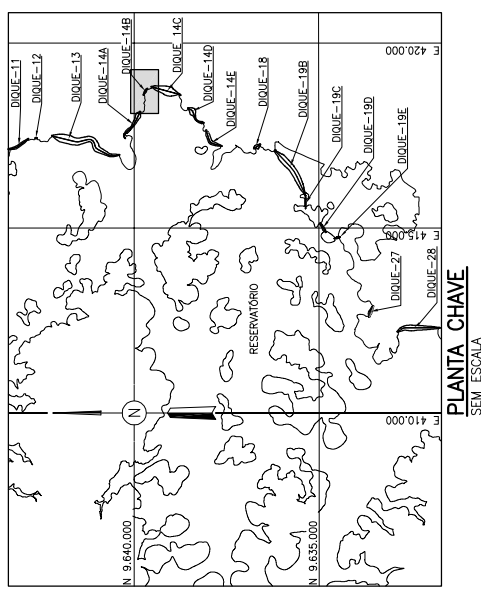 DIQUE-11
DIQUE-12
DIQUE-13
DIQUE-14A
DIQUE-14B
DIQUE 14C
DIQUE-14D
DIQUE-14E
DIQUE-18
DIQUE-19B
DIQUE-19C
DIQUE-19D
DIQUE-19E
DIQUE-27
DIQUE-28
E 420.000
E 415.000
E 410.000
RESERVATÓRIO
N
N 9.640.000
N 9.635.000
PLANTA CHAVE
SEM ESCALA